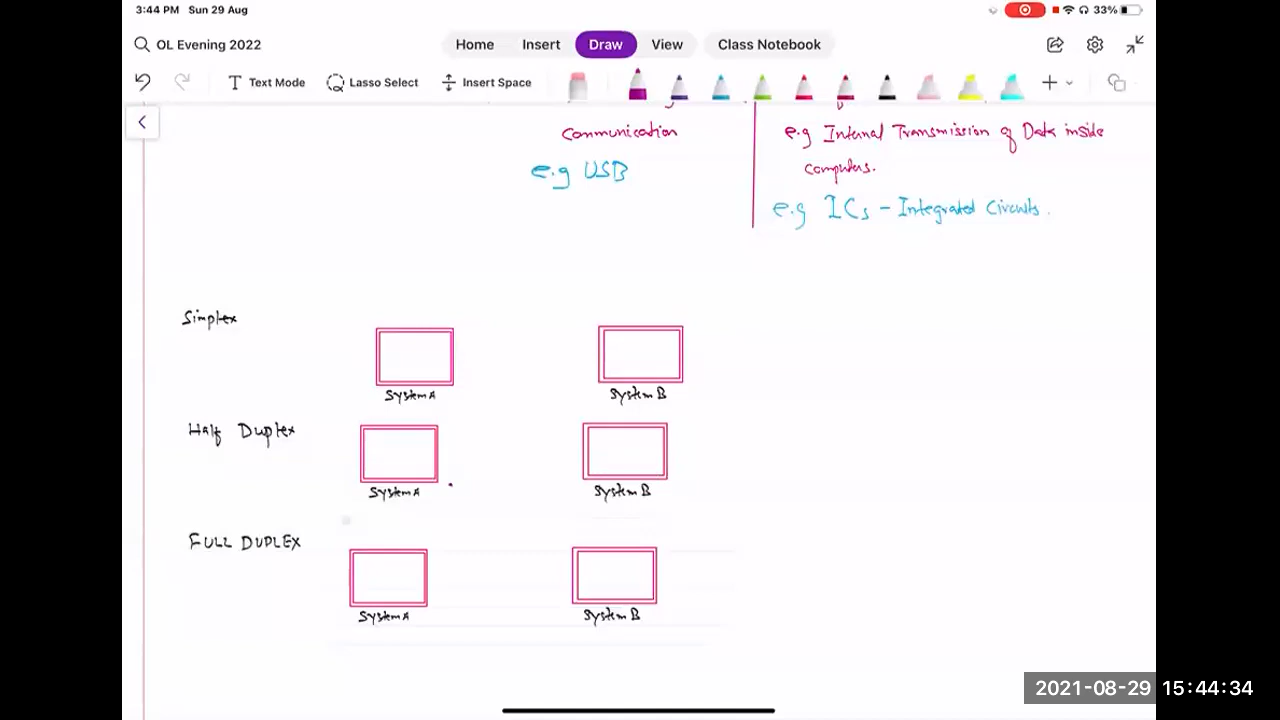 3:44 PM Sun 29 Aug
33%
OL Evening 2022
Home Insert Draw View Class Notebook
Text Mode Lasso Select Insert Space
communication
e.g USB
e.g Internal Transmission of Data inside
computers.
e.g ICs - Integrated Circuits.
Simplex
System A System B
Half Duplex
System A System B
FULL DUPLEX
System A System B
2021-08-29 15:44:34